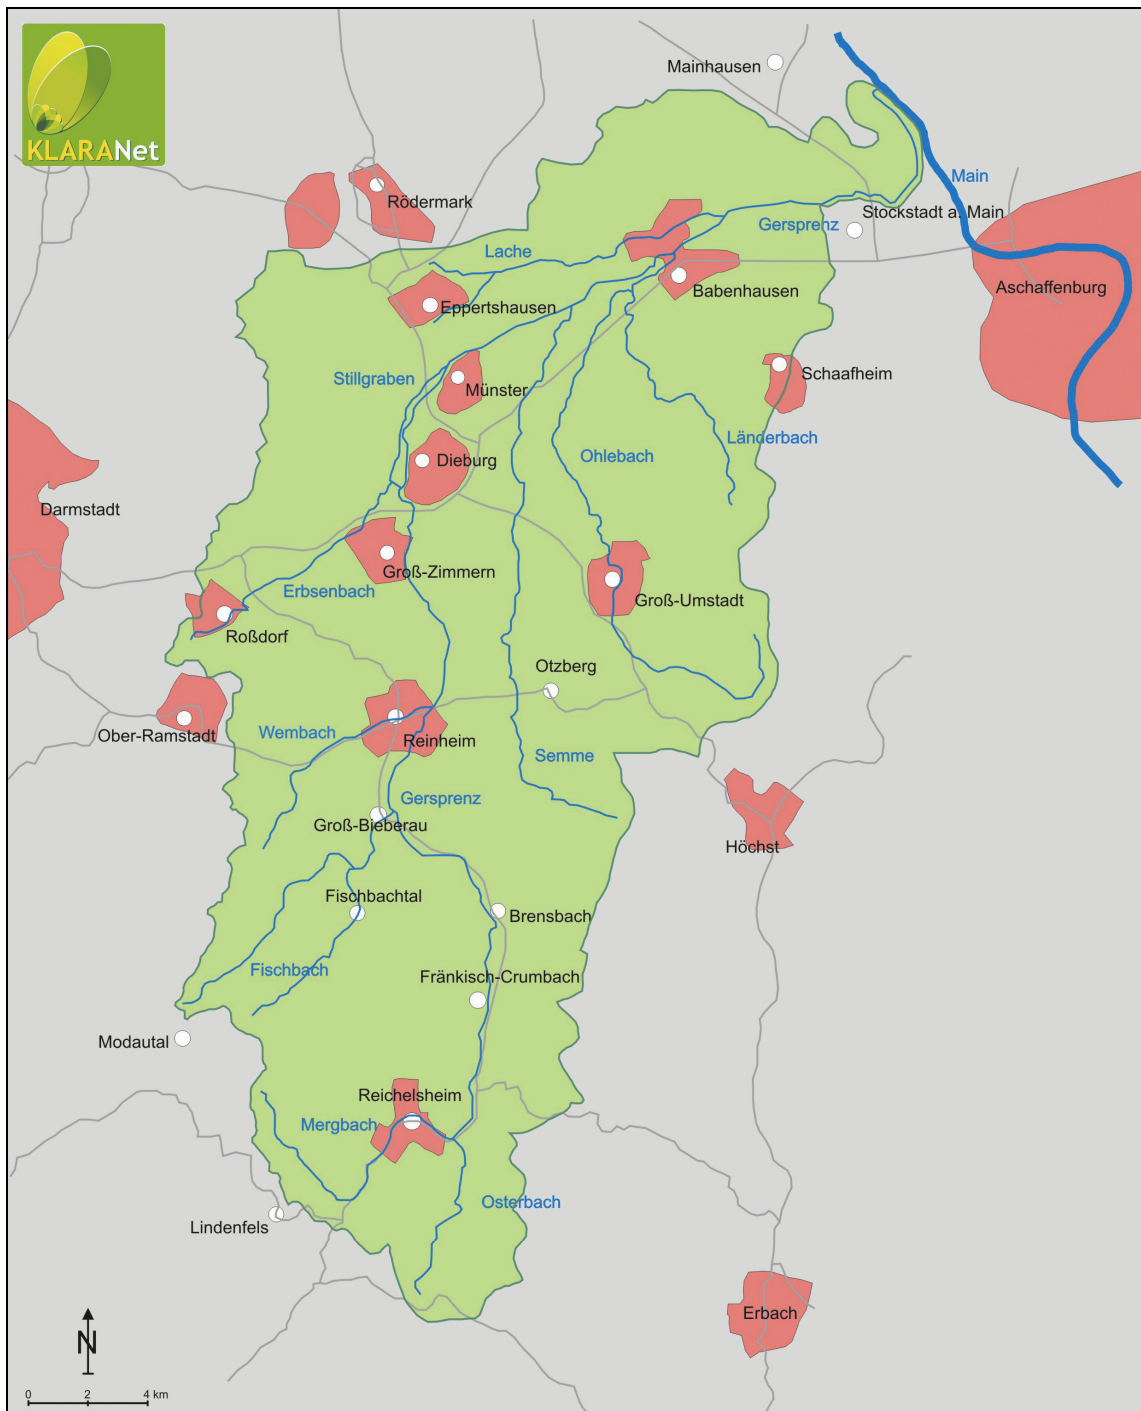 Mainhausen
KLARANet
Main
Rödermark
Stockstadt a. Main
Gersprenz
Lache
Aschaffenburg
Babenhausen
Eppertshausen
Schaafheim
Stillgraben
Münster
Länderbach
Ohlebach
Dieburg
Darmstadt
Groß-Zimmern
Erbsenbach
Groß-Umstadt
Roßdorf
Otzberg
Ober-Ramstadt
Wembach
Reinheim
Semme
Gersprenz
Groß-Bieberau
Höchst
Fischbachtal
Brensbach
Fischbach
Fränkisch-Crumbach
Modautal
Reichelsheim
Mergbach
Osterbach
Lindenfels
Erbach
N
0 2 4 km